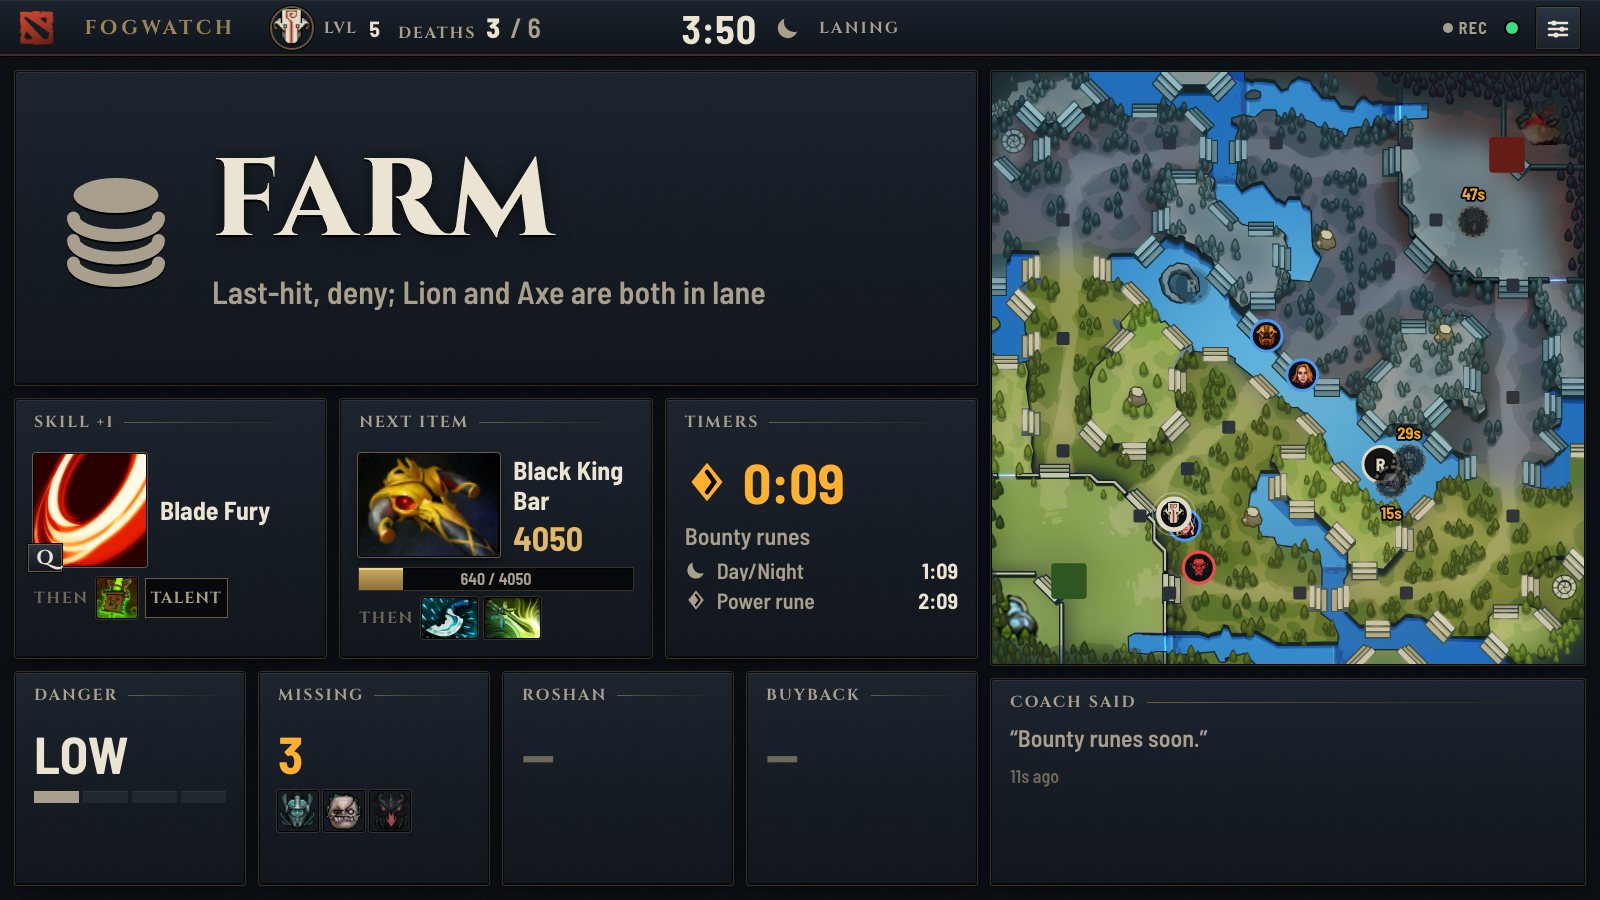 FOGWATCH
LVL 5
DEATHS 3 / 6
3:50
LANING
REC
FARM
Last-hit, deny; Lion and Axe are both in lane
SKILL +1
Blade Fury
Q
THEN
TALENT
NEXT ITEM
Black King
Bar
4050
640 / 4050
THEN
TIMERS
0:09
Bounty runes
Day/Night 1:09
Power rune 2:09
DANGER
LOW
MISSING
3
ROSHAN
—
BUYBACK
—
47s
R
29s
R
15s
COACH SAID
“Bounty runes soon.”
11s ago